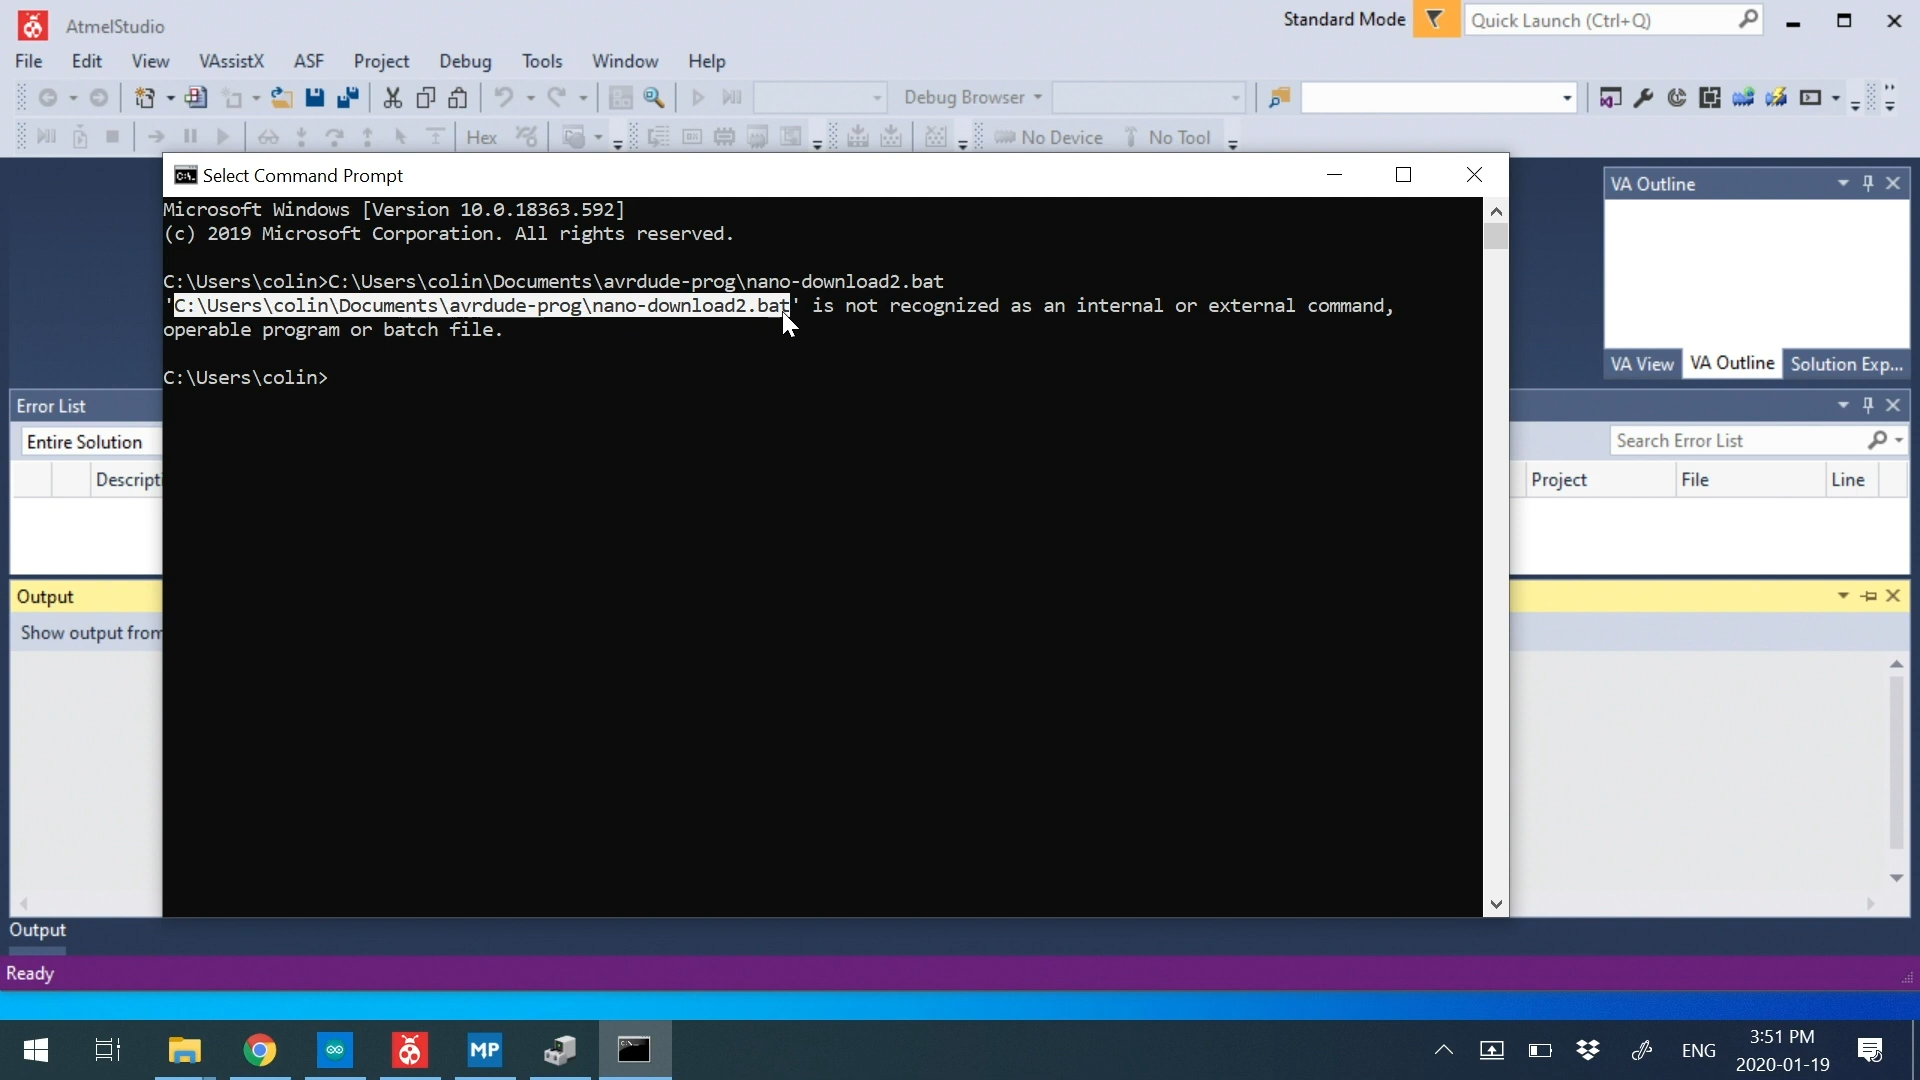 AtmelStudio
Standard Mode
Quick Launch (Ctrl+Q)
File Edit View VAssistX ASF Project Debug Tools Window Help
Debug Browser
Hex
No Device
No Tool
Select Command Prompt
Microsoft Windows [Version 10.0.18363.592]
(c) 2019 Microsoft Corporation. All rights reserved.
C:\Users\colin>C:\Users\colin\Documents\avrdude-prog\nano-download2.bat
'C:\Users\colin\Documents\avrdude-prog\nano-download2.bat' is not recognized as an internal or external command,
operable program or batch file.
C:\Users\colin>
VA Outline
VA View VA Outline Solution Exp...
Error List
Entire Solution
Search Error List
Descripti
Project File Line
Output
Show output from
Output
Ready
MP
ENG
3:51 PM
2020-01-19